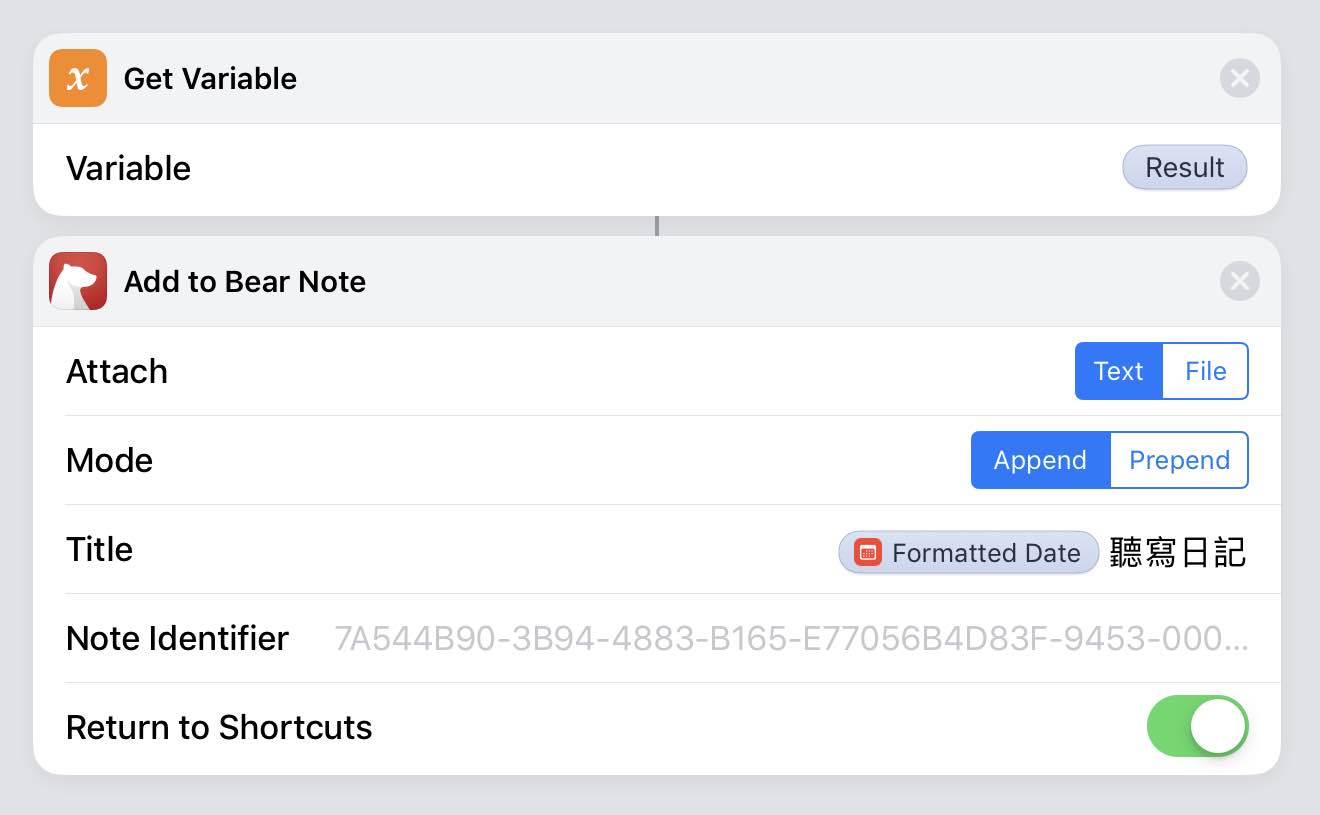 x Get Variable
Variable Result
Add to Bear Note
Attach Text File
Mode Append Prepend
Title Formatted Date 聽寫日記
Note Identifier 7A544B90-3B94-4883-B165-E77056B4D83F-9453-000...
Return to Shortcuts